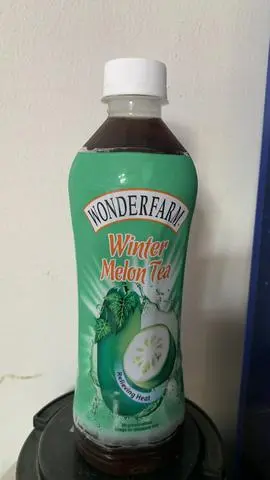 WONDERFARM
Winter
Melon Tea
Relieving Heat